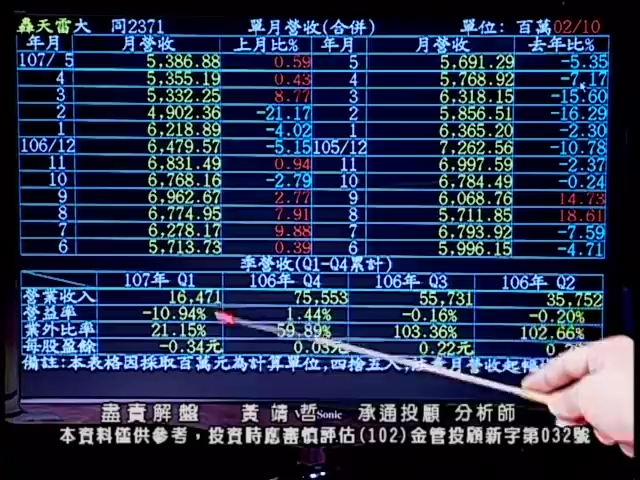 轟天雷大 同2371 單月營收(合併) 單位: 百萬02/10
年月 月營收 上月比% 年月 月營收 去年比%
107/ 5 5,386.88 0.59 5 5,691.29 -5.35
4 5,355.19 0.43 4 5,768.92 -7.17
3 5,332.25 8.77 3 6,318.15 -15.60
2 4,902.36 -21.17 2 5,856.51 -16.29
1 6,218.89 -4.02 1 6,365.20 -2.30
106/12 6,479.57 -5.15 105/12 7,262.56 -10.78
11 6,831.49 0.94 11 6,997.59 -2.37
10 6,768.16 -2.79 10 6,784.49 -0.24
9 6,962.67 2.77 9 6,068.76 14.73
8 6,774.95 7.91 8 5,711.85 18.61
7 6,278.17 9.88 7 6,793.92 -7.59
6 5,713.73 0.39 6 5,996.15 -4.71
季營收(Q1-Q4累計)
107年 Q1 106年 Q4 106年 Q3 106年 Q2
營業收入 16,471 75,553 55,731 35,752
營益率 -10.94% 1.44% -0.16% -0.20%
業外比率 21.15% 59.89% 103.36% 102.66%
每股盈餘 -0.34元 0.03元 0.22元
備註:本表格因採取百萬元為計算單位,四捨五入,
盡責解盤 黃靖哲 Sonic 承通投顧 分析師
本資料僅供參考，投資時應審慎評估(102)金管投顧新字第032號